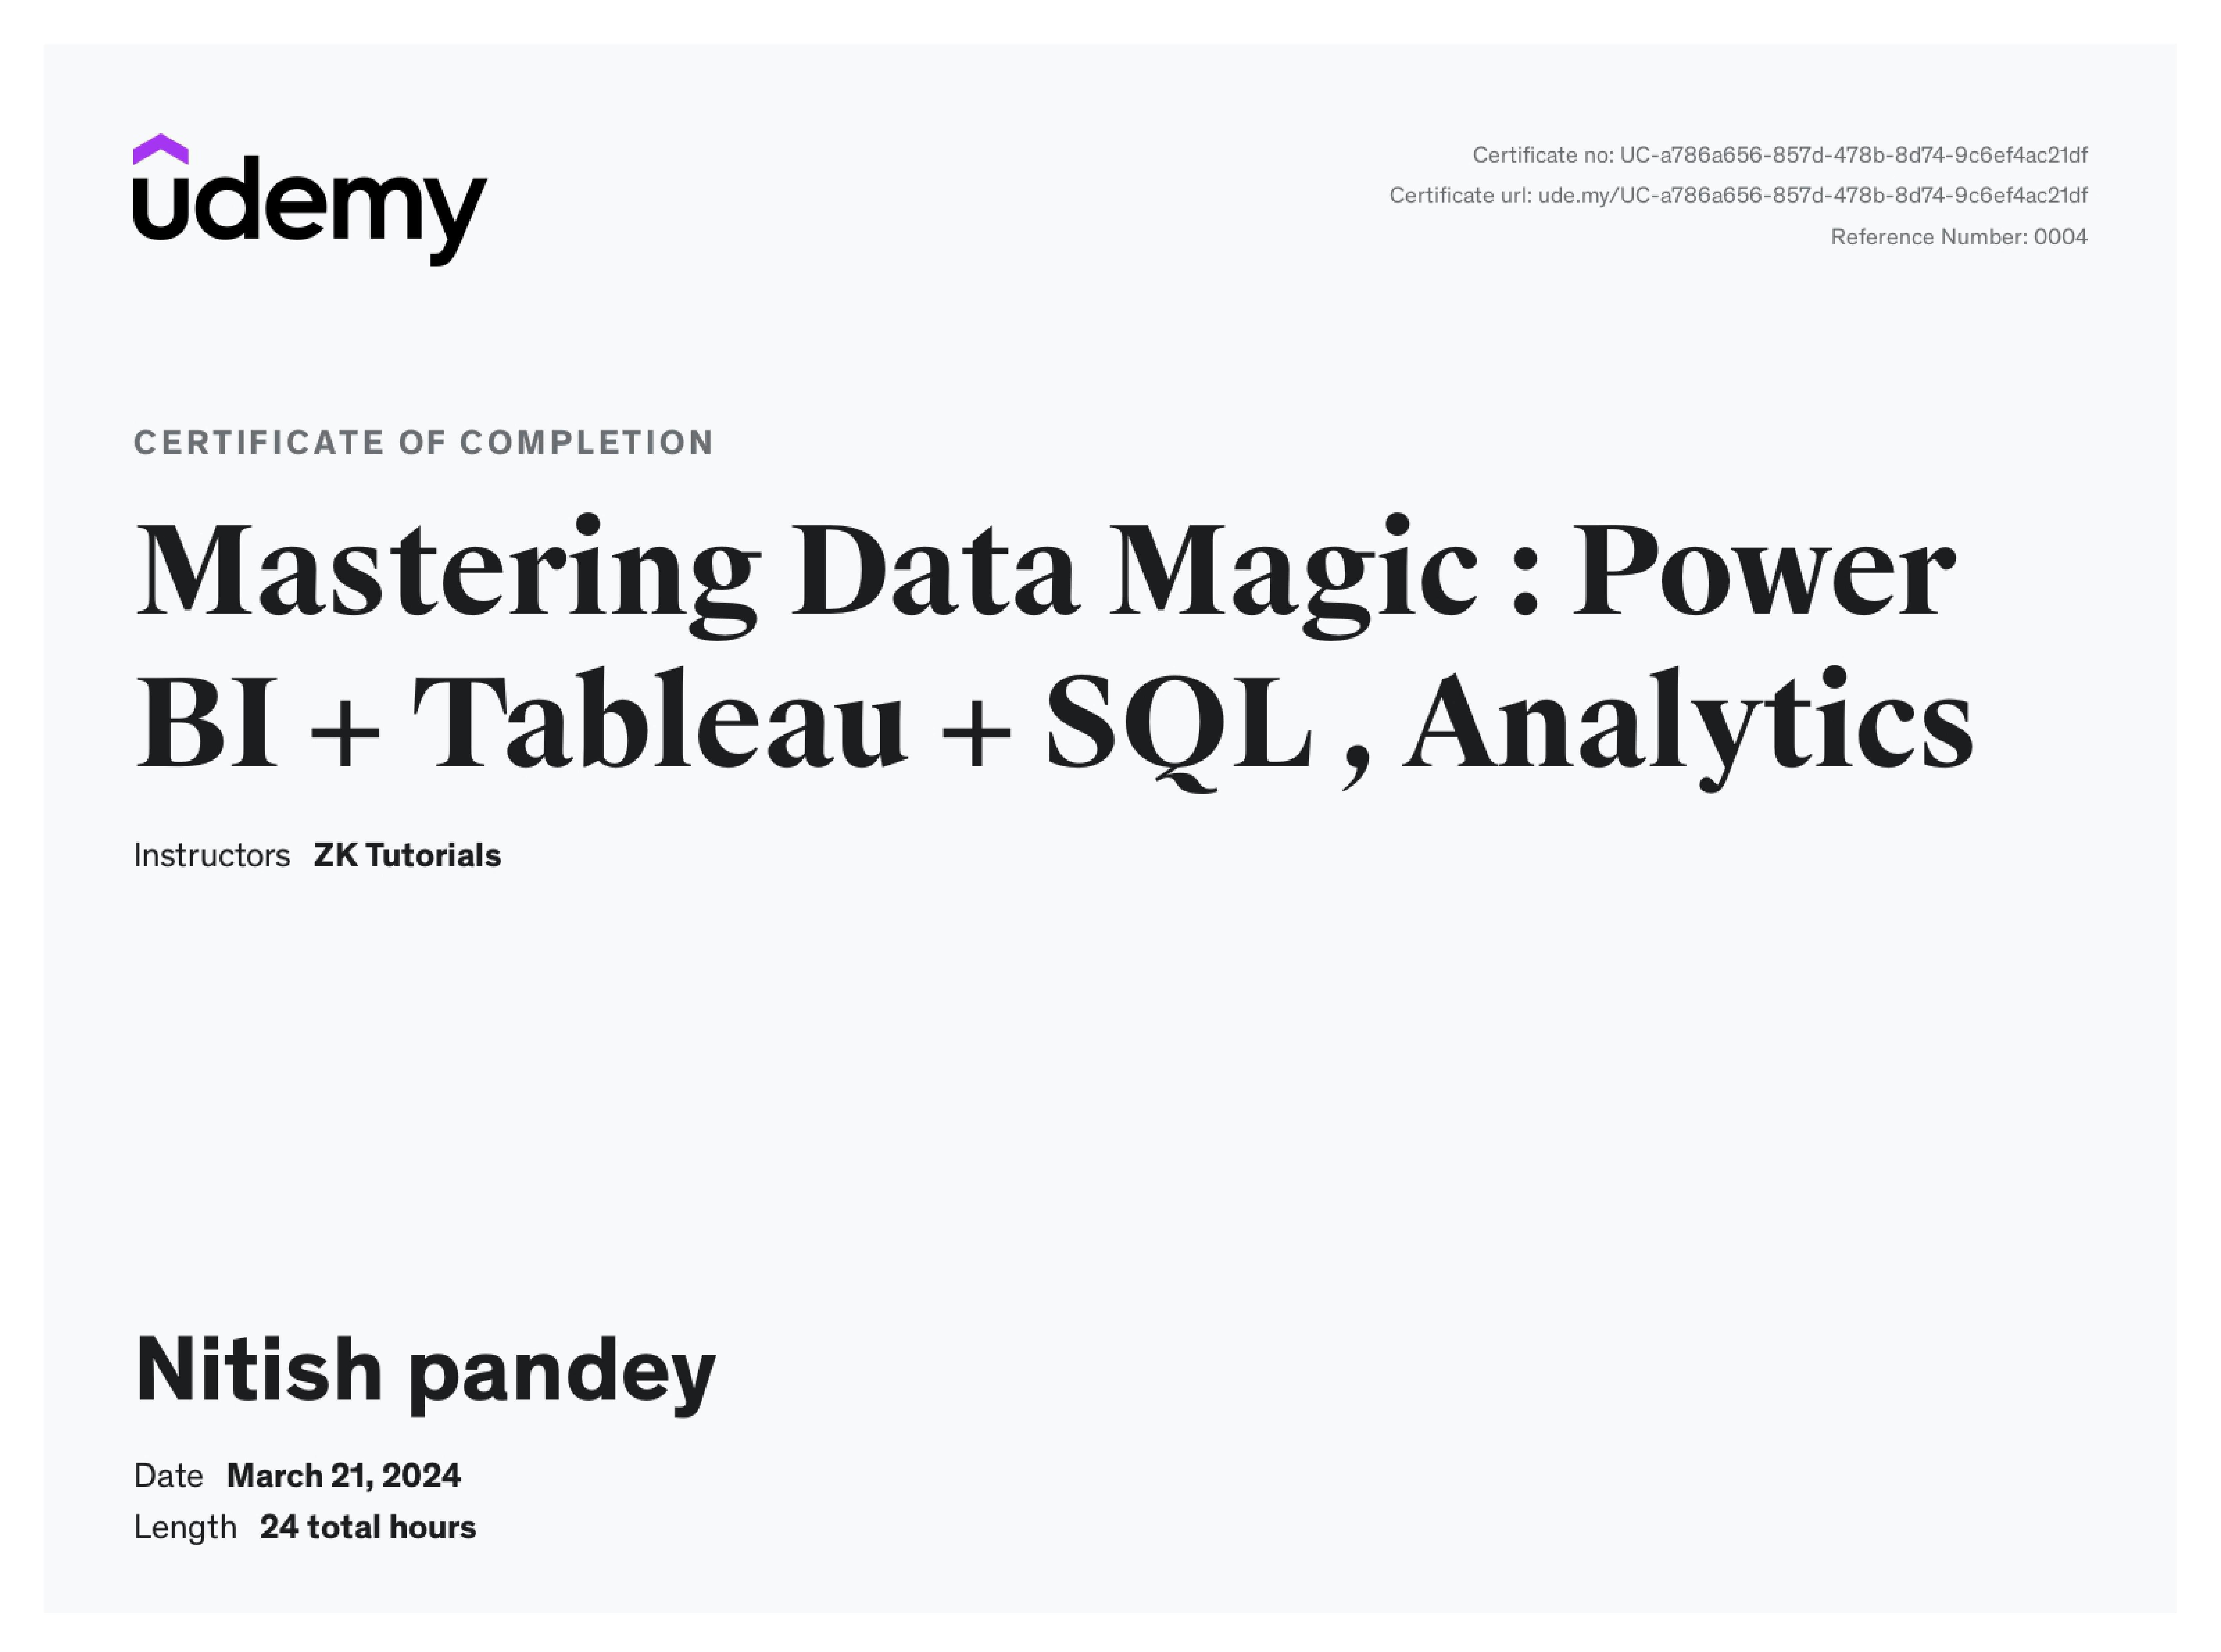 udemy
Certificate no: UC-a786a656-857d-478b-8d74-9c6ef4ac21df
Certificate url: ude.my/UC-a786a656-857d-478b-8d74-9c6ef4ac21df
Reference Number: 0004
CERTIFICATE OF COMPLETION
Mastering Data Magic : Power
BI + Tableau + SQL , Analytics
Instructors ZK Tutorials
Nitish pandey
Date March 21, 2024
Length 24 total hours